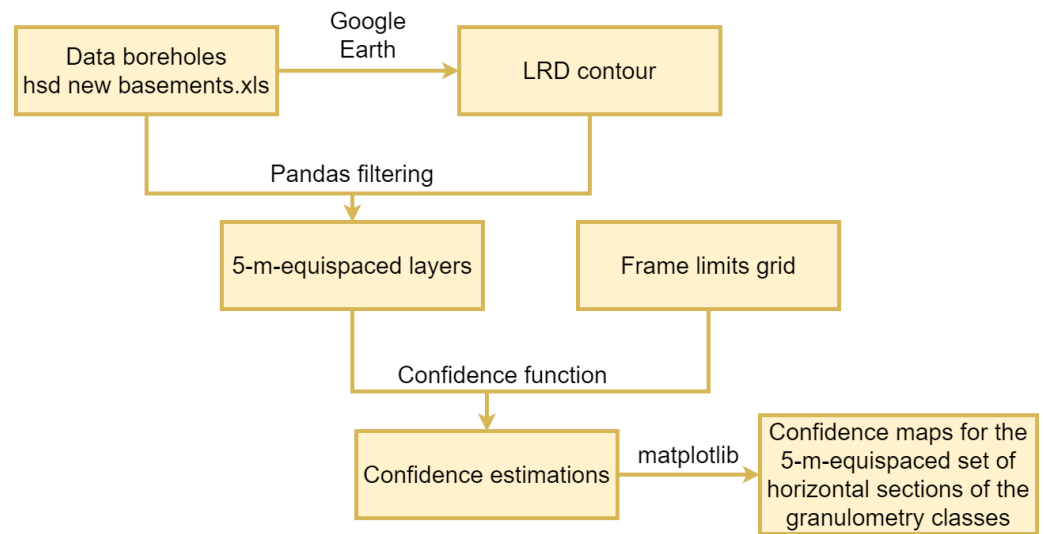 Google
Earth
Data boreholes
hsd new basements.xls
LRD contour
Pandas filtering
5-m-equispaced layers
Frame limits grid
Confidence function
Confidence estimations
matplotlib
Confidence maps for the
5-m-equispaced set of
horizontal sections of the
granulometry classes